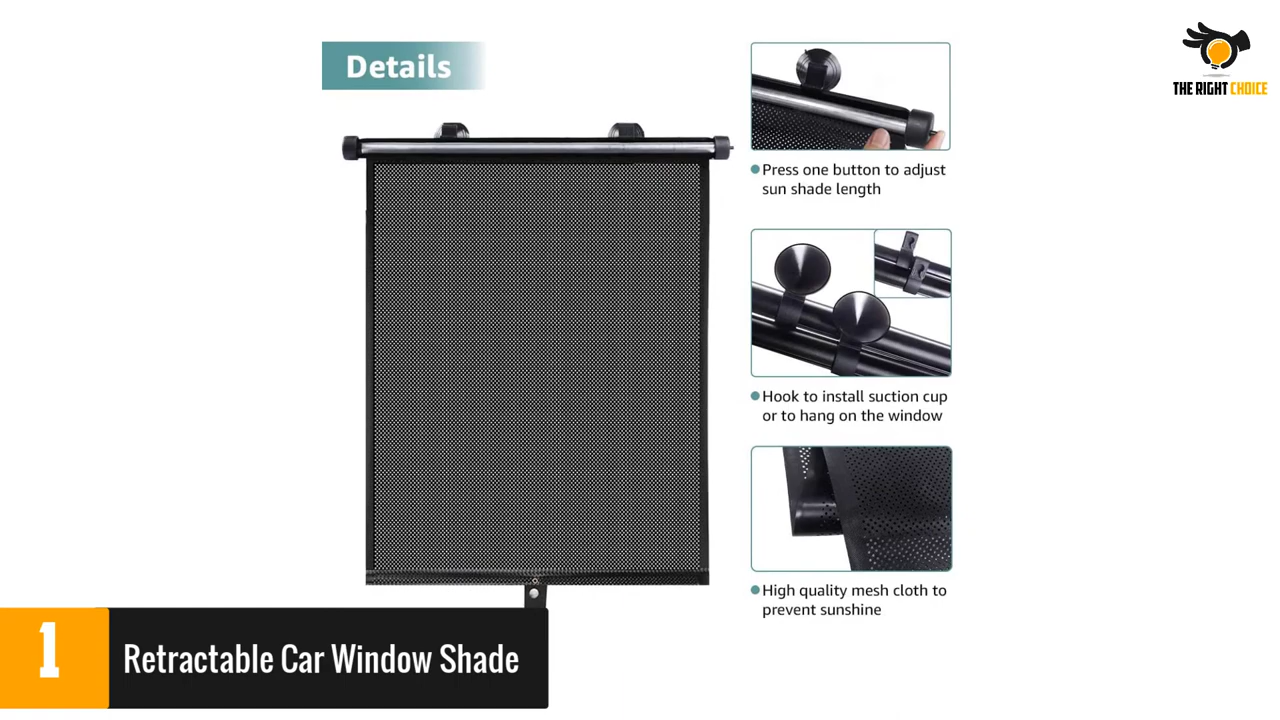 Details
THE RIGHT CHOICE
Press one button to adjust
sun shade length
Hook to install suction cup
or to hang on the window
High quality mesh cloth to
prevent sunshine
1
Retractable Car Window Shade